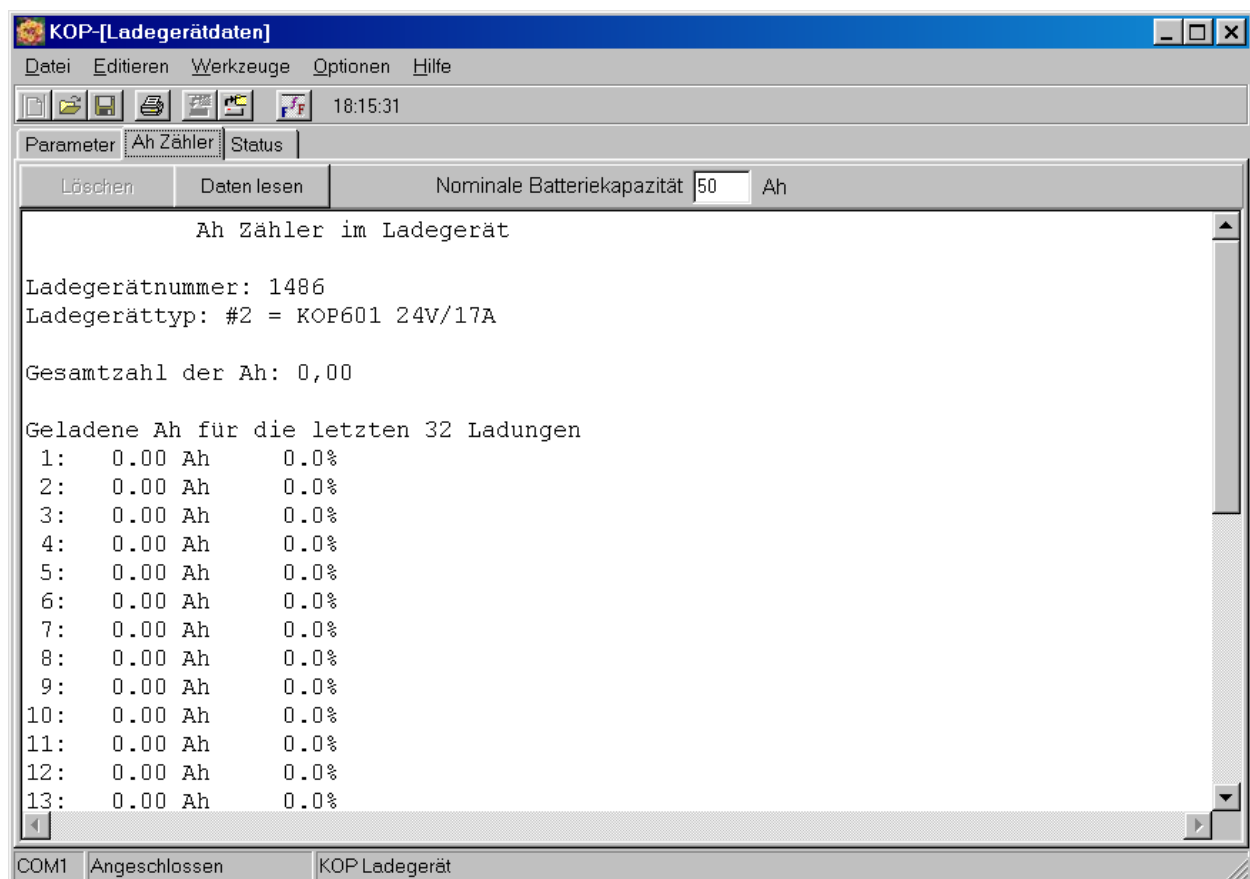 KOP-[Ladegerätdaten]
Datei Editieren Werkzeuge Optionen Hilfe
18:15:31
Parameter Ah Zähler Status
Löschen Daten lesen Nominale Batteriekapazität 50 Ah
Ah Zähler im Ladegerät
Ladegerätnummer: 1486
Ladegerättyp: #2 = KOP601 24V/17A
Gesamtzahl der Ah: 0,00
Geladene Ah für die letzten 32 Ladungen
1: 0.00 Ah 0.0%
2: 0.00 Ah 0.0%
3: 0.00 Ah 0.0%
4: 0.00 Ah 0.0%
5: 0.00 Ah 0.0%
6: 0.00 Ah 0.0%
7: 0.00 Ah 0.0%
8: 0.00 Ah 0.0%
9: 0.00 Ah 0.0%
10: 0.00 Ah 0.0%
11: 0.00 Ah 0.0%
12: 0.00 Ah 0.0%
13: 0.00 Ah 0.0%
COM1 Angeschlossen KOP Ladegerät